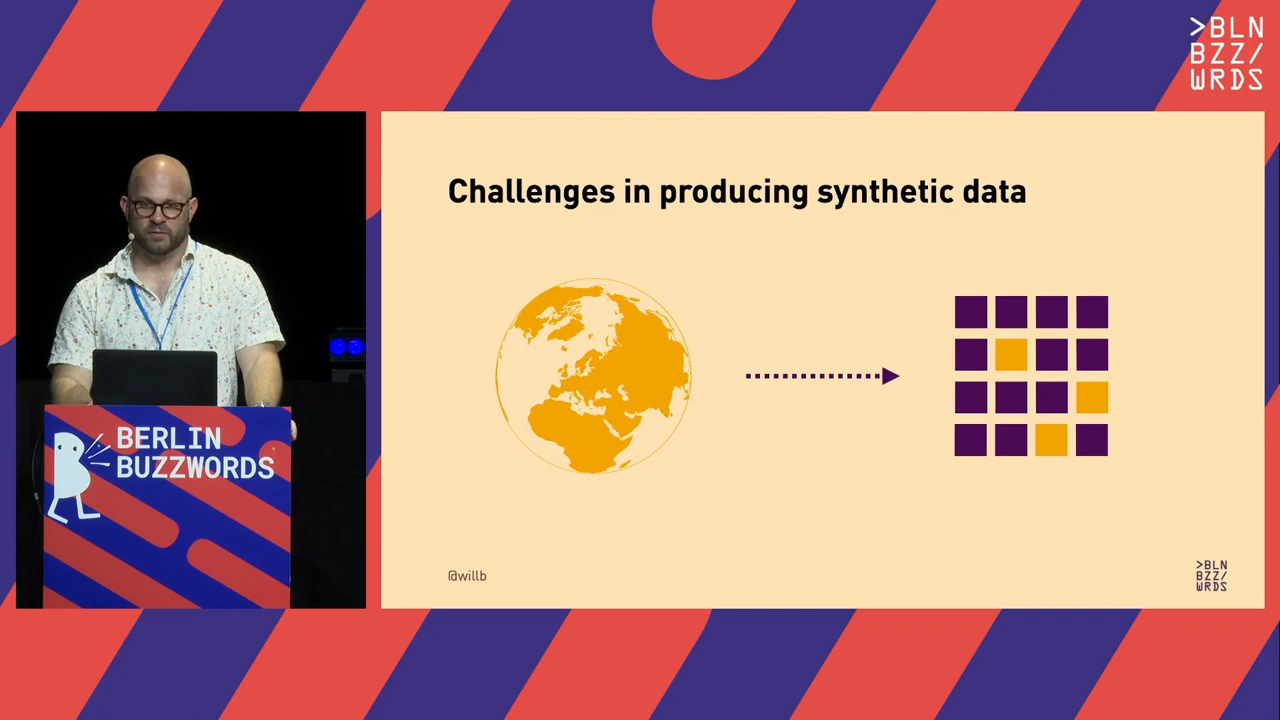 >BLN
BZZ/
WRDS
Challenges in producing synthetic data
BERLIN
BUZZWORDS
@willb
>BLN
BZZ/
WRDS